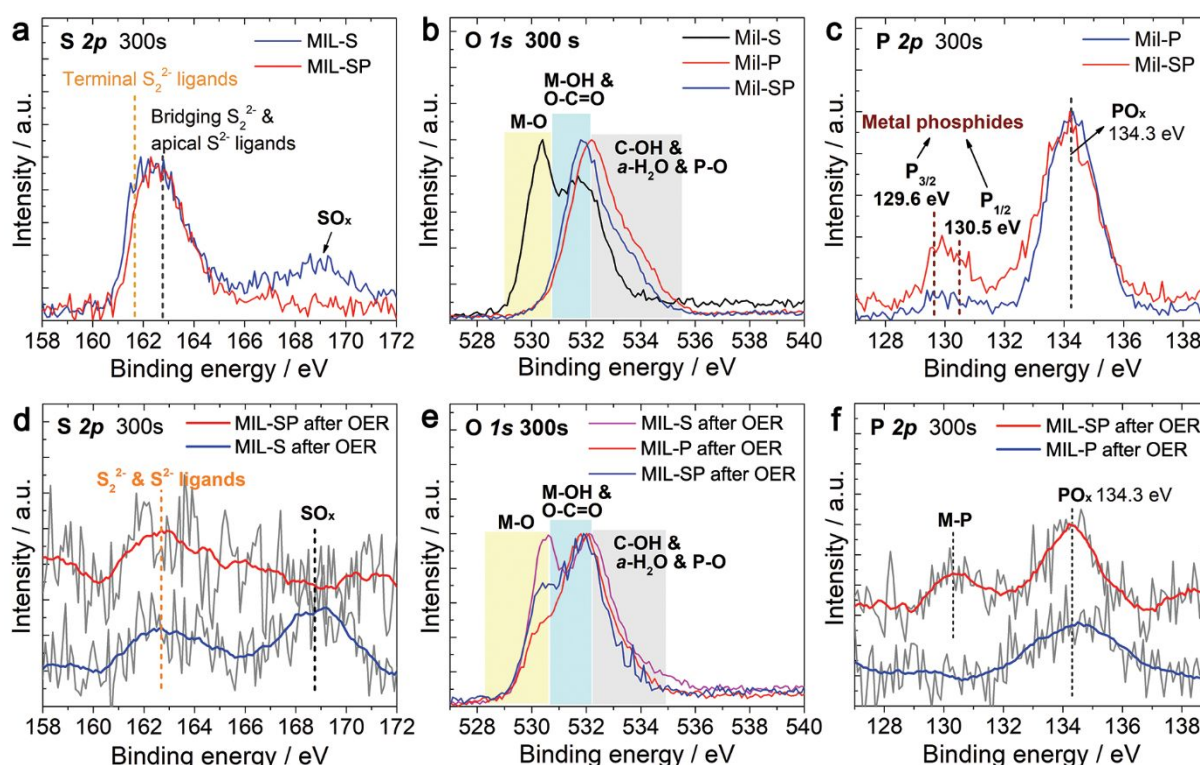 a
S 2p 300s
MIL-S
MIL-SP
Terminal S₂²⁻ ligands
Bridging S₂²⁻ &
apical S²⁻ ligands
SOₓ
Intensity / a.u.
158 160 162 164 166 168 170 172
Binding energy / eV
b
O 1s 300 s
Mil-S
Mil-P
Mil-SP
M-OH &
O-C=O
M-O
C-OH &
a-H₂O & P-O
Intensity / a.u.
528 530 532 534 536 538 540
Binding energy / eV
c
P 2p 300s
Mil-P
Mil-SP
Metal phosphides
POₓ
134.3 eV
P3/2
129.6 eV
P1/2
130.5 eV
Intensity / a.u.
128 130 132 134 136 138
Binding energy / eV
d
S 2p 300s
MIL-SP after OER
MIL-S after OER
S₂²⁻ & S²⁻ ligands
SOₓ
Intensity / a.u.
158 160 162 164 166 168 170 172
Binding energy / eV
e
O 1s 300s
MIL-S after OER
MIL-P after OER
MIL-SP after OER
M-OH &
O-C=O
M-O
C-OH &
a-H₂O & P-O
Intensity / a.u.
528 530 532 534 536 538 540
Binding energy / eV
f
P 2p 300s
MIL-SP after OER
MIL-P after OER
POₓ 134.3 eV
M-P
Intensity / a.u.
128 130 132 134 136 138
Binding energy / eV